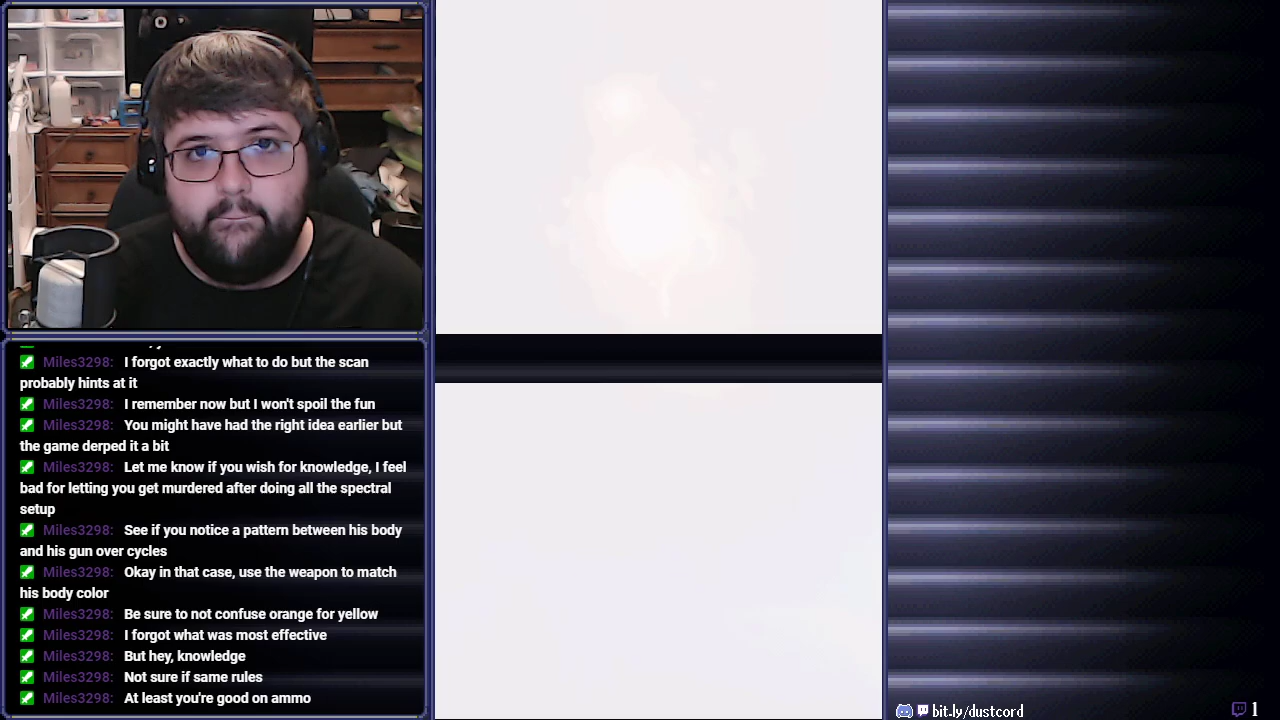 Miles3298: I forgot exactly what to do but the scan
probably hints at it
Miles3298: I remember now but I won't spoil the fun
Miles3298: You might have had the right idea earlier but
the game derped it a bit
Miles3298: Let me know if you wish for knowledge, I feel
bad for letting you get murdered after doing all the spectral
setup
Miles3298: See if you notice a pattern between his body
and his gun over cycles
Miles3298: Okay in that case, use the weapon to match
his body color
Miles3298: Be sure to not confuse orange for yellow
Miles3298: I forgot what was most effective
Miles3298: But hey, knowledge
Miles3298: Not sure if same rules
Miles3298: At least you're good on ammo
bit.ly/dustcord
1